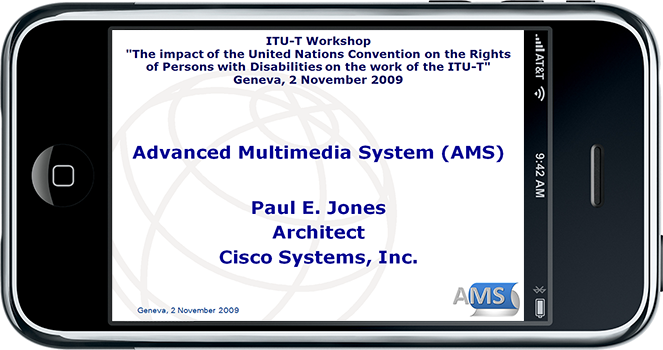 ITU-T Workshop
"The impact of the United Nations Convention on the Rights
of Persons with Disabilities on the work of the ITU-T"
Geneva, 2 November 2009
Advanced Multimedia System (AMS)
Paul E. Jones
Architect
Cisco Systems, Inc.
AMS
Geneva, 2 November 2009
AT&T
9:42 AM